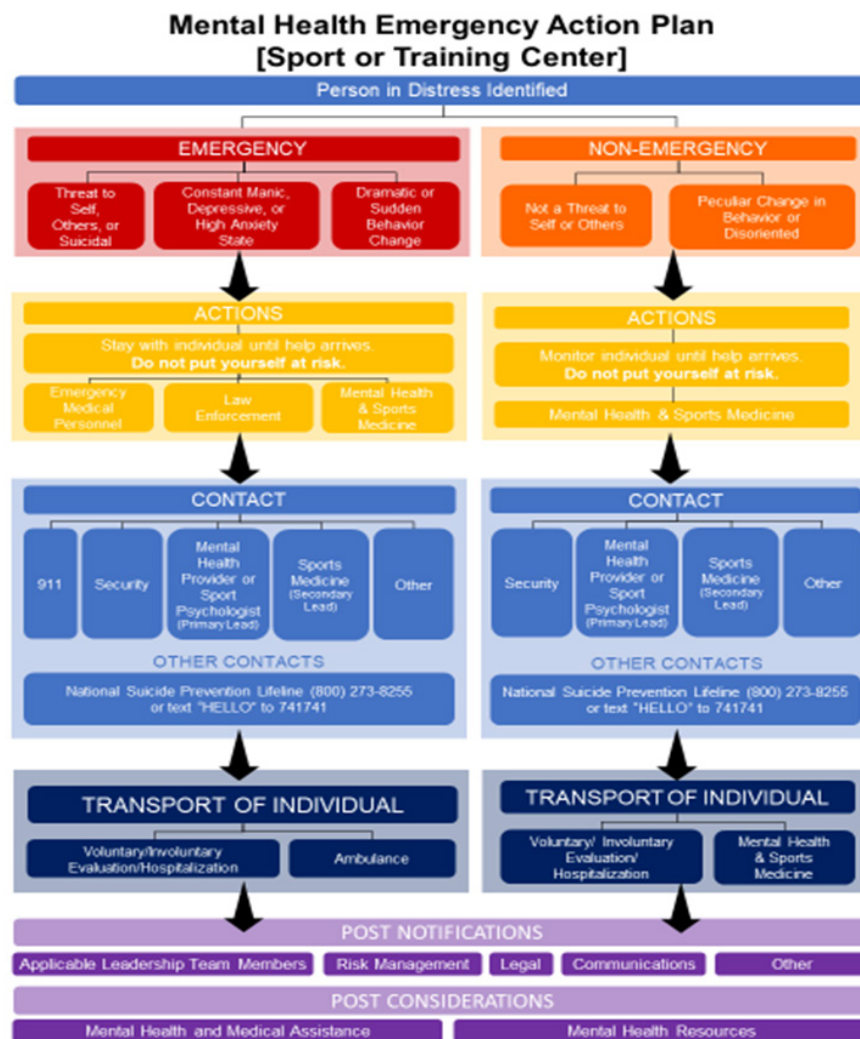 Mental Health Emergency Action Plan
[Sport or Training Center]
Person in Distress Identified
EMERGENCY
Threat to
Self,
Others, or
Suicidal
Constant Manic,
Depressive, or
High Anxiety
State
Dramatic or
Sudden
Behavior
Change
NON-EMERGENCY
Not a Threat to
Self or Others
Peculiar Change in
Behavior or
Disoriented
ACTIONS
Stay with individual until help arrives.
Do not put yourself at risk.
Emergency
Medical
Personnel
Law
Enforcement
Mental Health
& Sports
Medicine
ACTIONS
Monitor individual until help arrives.
Do not put yourself at risk.
Mental Health & Sports Medicine
CONTACT
911
Security
Mental
Health
Provider or
Sport
Psychologist
(Primary Lead)
Sports
Medicine
(Secondary
Lead)
Other
OTHER CONTACTS
National Suicide Prevention Lifeline (800) 273-8255
or text "HELLO" to 741741
CONTACT
Security
Mental
Health
Provider or
Sport
Psychologist
(Primary Lead)
Sports
Medicine
(Secondary
Lead)
Other
OTHER CONTACTS
National Suicide Prevention Lifeline (800) 273-8255
or text "HELLO" to 741741
TRANSPORT OF INDIVIDUAL
Voluntary/Involuntary
Evaluation/Hospitalization
Ambulance
TRANSPORT OF INDIVIDUAL
Voluntary/ Involuntary
Evaluation/
Hospitalization
Mental Health
& Sports
Medicine
POST NOTIFICATIONS
Applicable Leadership Team Members
Risk Management
Legal
Communications
Other
POST CONSIDERATIONS
Mental Health and Medical Assistance
Mental Health Resources